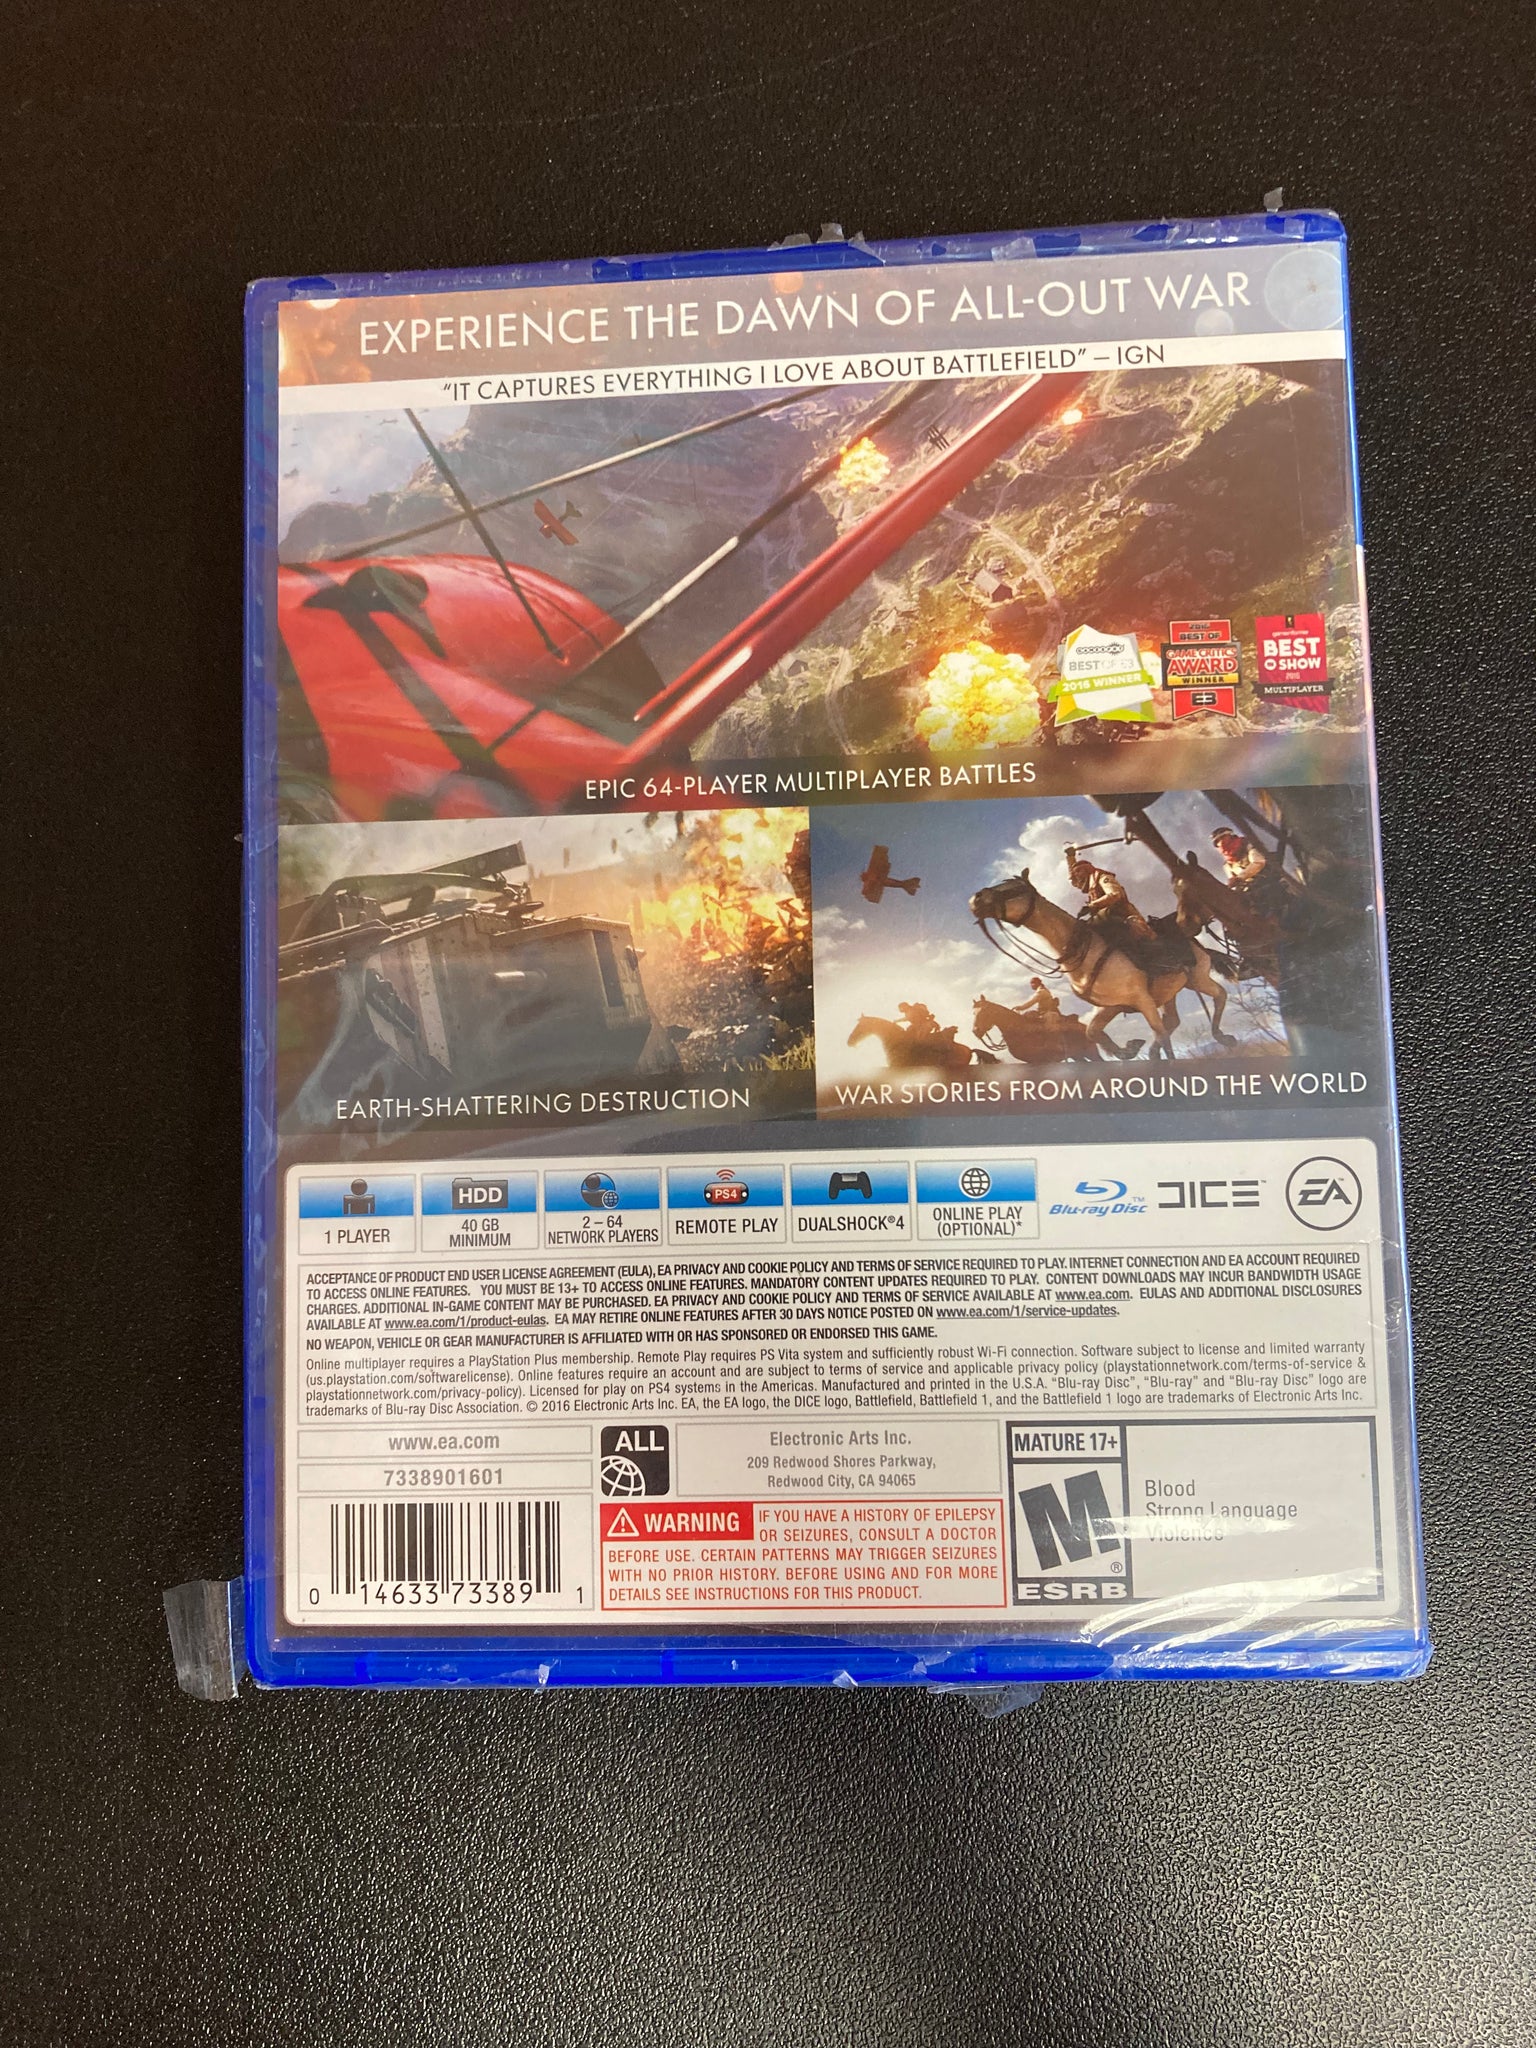 EXPERIENCE THE DAWN OF ALL-OUT WAR
“IT CAPTURES EVERYTHING I LOVE ABOUT BATTLEFIELD” – IGN
BEST OF E3
2016 WINNER
2016
BEST OF
GAME CRITICS
AWARD
WINNER
E3
gameinformer
BEST
OF SHOW
2016
MULTIPLAYER
EPIC 64-PLAYER MULTIPLAYER BATTLES
EARTH-SHATTERING DESTRUCTION
WAR STORIES FROM AROUND THE WORLD
1 PLAYER
HDD
40 GB
MINIMUM
2 – 64
NETWORK PLAYERS
PS4
REMOTE PLAY
DUALSHOCK®4
ONLINE PLAY
(OPTIONAL)*
Blu-ray Disc™
DICE™
EA
ACCEPTANCE OF PRODUCT END USER LICENSE AGREEMENT (EULA), EA PRIVACY AND COOKIE POLICY AND TERMS OF SERVICE REQUIRED TO PLAY. INTERNET CONNECTION AND EA ACCOUNT REQUIRED
TO ACCESS ONLINE FEATURES. YOU MUST BE 13+ TO ACCESS ONLINE FEATURES. MANDATORY CONTENT UPDATES REQUIRED TO PLAY. CONTENT DOWNLOADS MAY INCUR BANDWIDTH USAGE
CHARGES. ADDITIONAL IN-GAME CONTENT MAY BE PURCHASED. EA PRIVACY AND COOKIE POLICY AND TERMS OF SERVICE AVAILABLE AT www.ea.com. EULAS AND ADDITIONAL DISCLOSURES
AVAILABLE AT www.ea.com/1/product-eulas. EA MAY RETIRE ONLINE FEATURES AFTER 30 DAYS NOTICE POSTED ON www.ea.com/1/service-updates.
NO WEAPON, VEHICLE OR GEAR MANUFACTURER IS AFFILIATED WITH OR HAS SPONSORED OR ENDORSED THIS GAME.
Online multiplayer requires a PlayStation Plus membership. Remote Play requires PS Vita system and sufficiently robust Wi-Fi connection. Software subject to license and limited warranty
(us.playstation.com/softwarelicense). Online features require an account and are subject to terms of service and applicable privacy policy (playstationnetwork.com/terms-of-service &
playstationnetwork.com/privacy-policy). Licensed for play on PS4 systems in the Americas. Manufactured and printed in the U.S.A. “Blu-ray Disc”, “Blu-ray” and “Blu-ray Disc” logo are
trademarks of Blu-ray Disc Association. © 2016 Electronic Arts Inc. EA, the EA logo, the DICE logo, Battlefield, Battlefield 1, and the Battlefield 1 logo are trademarks of Electronic Arts Inc.
www.ea.com
7338901601
ALL
Electronic Arts Inc.
209 Redwood Shores Parkway,
Redwood City, CA 94065
0 14633 73389 1
WARNING IF YOU HAVE A HISTORY OF EPILEPSY
OR SEIZURES, CONSULT A DOCTOR
BEFORE USE. CERTAIN PATTERNS MAY TRIGGER SEIZURES
WITH NO PRIOR HISTORY. BEFORE USING AND FOR MORE
DETAILS SEE INSTRUCTIONS FOR THIS PRODUCT.
MATURE 17+
M
®
ESRB
Blood
Strong Language
Violence